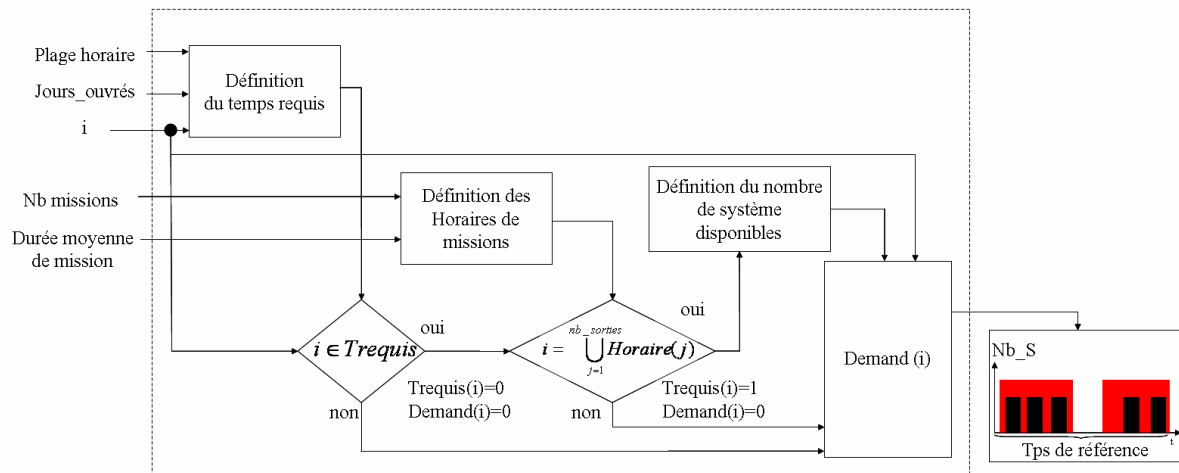 Plage horaire
Jours_ouvrés
i
Définition
du temps requis
Nb missions
Durée moyenne
de mission
Définition des
Horaires de
missions
Définition du nombre
de système
disponibles
i ∈ Trequis
oui
non
Trequis(i)=0
Demand(i)=0
nb_sorties
i = ⋃ Horaire(j)
j=1
oui
non
Trequis(i)=1
Demand(i)=0
Demand (i)
Nb_S
t
Tps de référence